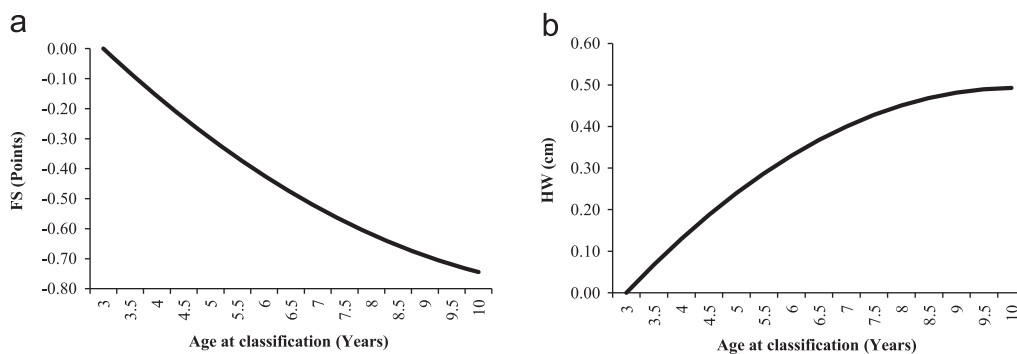 a
0.00
-0.10
-0.20
-0.30
-0.40
-0.50
-0.60
-0.70
-0.80
FS (Points)
3 3.5 4 4.5 5 5.5 6 6.5 7 7.5 8 8.5 9 9.5 10
Age at classification (Years)
b
0.60
0.50
0.40
0.30
0.20
0.10
0.00
HW (cm)
3 3.5 4 4.5 5 5.5 6 6.5 7 7.5 8 8.5 9 9.5 10
Age at classification (Years)